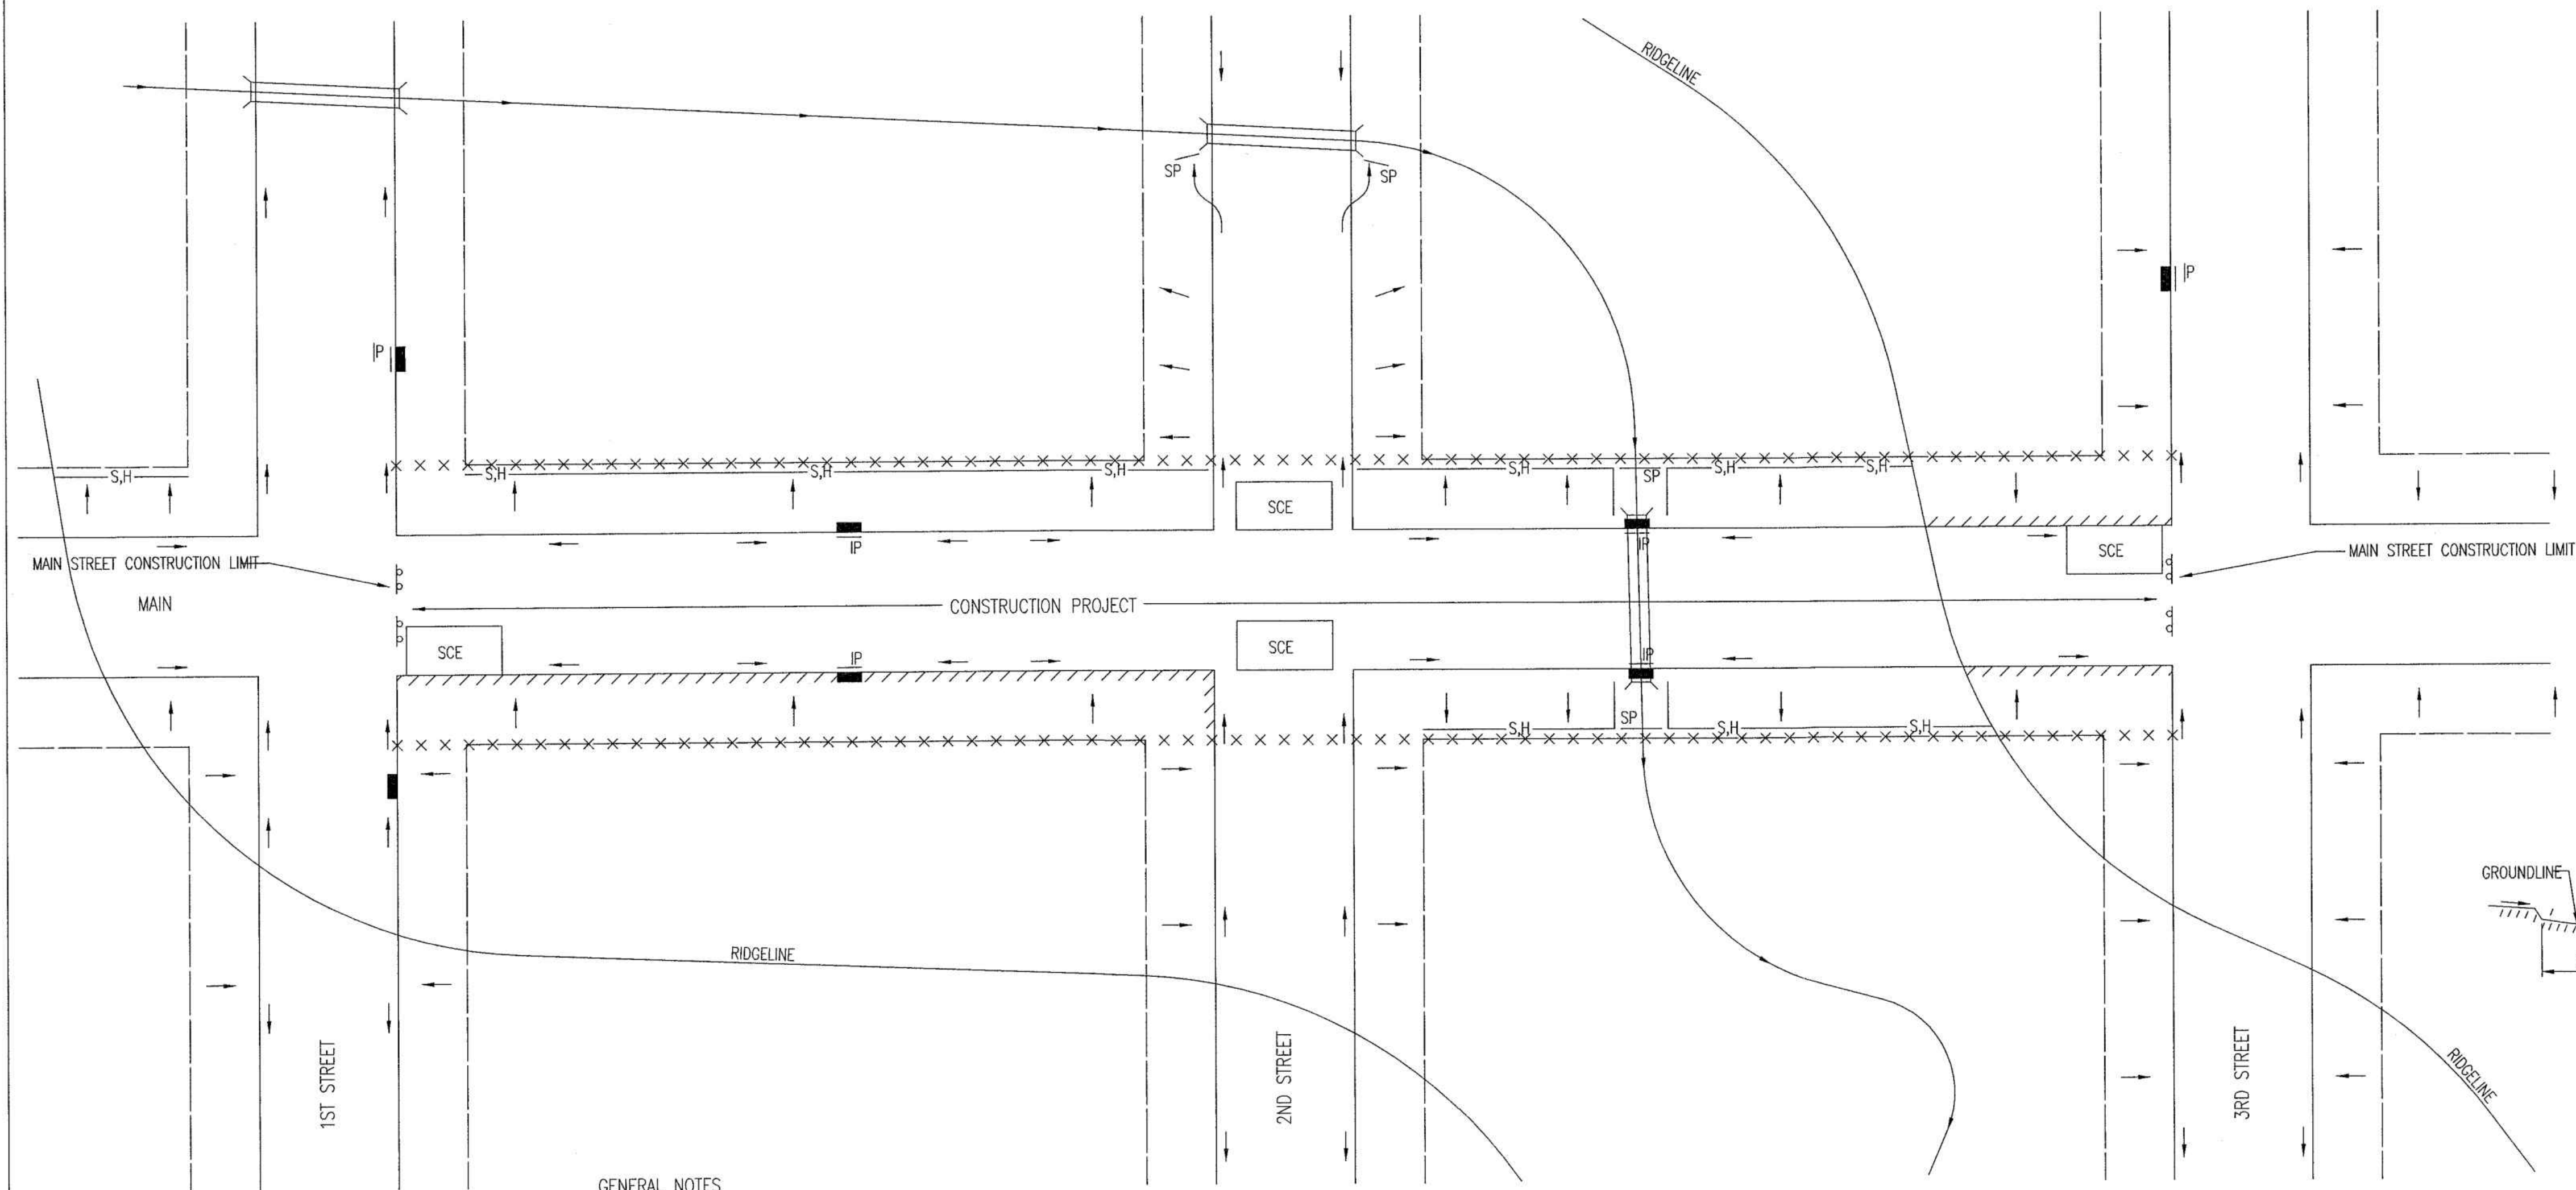 RIDGELINE
SP
SP
IP
IP
S,H
S,H
S,H
S,H
S,H
SP
S,H
S,H
SCE
IP
IP
SCE
MAIN STREET CONSTRUCTION LIMIT
MAIN STREET CONSTRUCTION LIMIT
MAIN
CONSTRUCTION PROJECT
SCE
SCE
IP
IP
S,H
SP
S,H
S,H
GROUNDLINE
RIDGELINE
1ST STREET
2ND STREET
3RD STREET
RIDGELINE
GENERAL NOTES